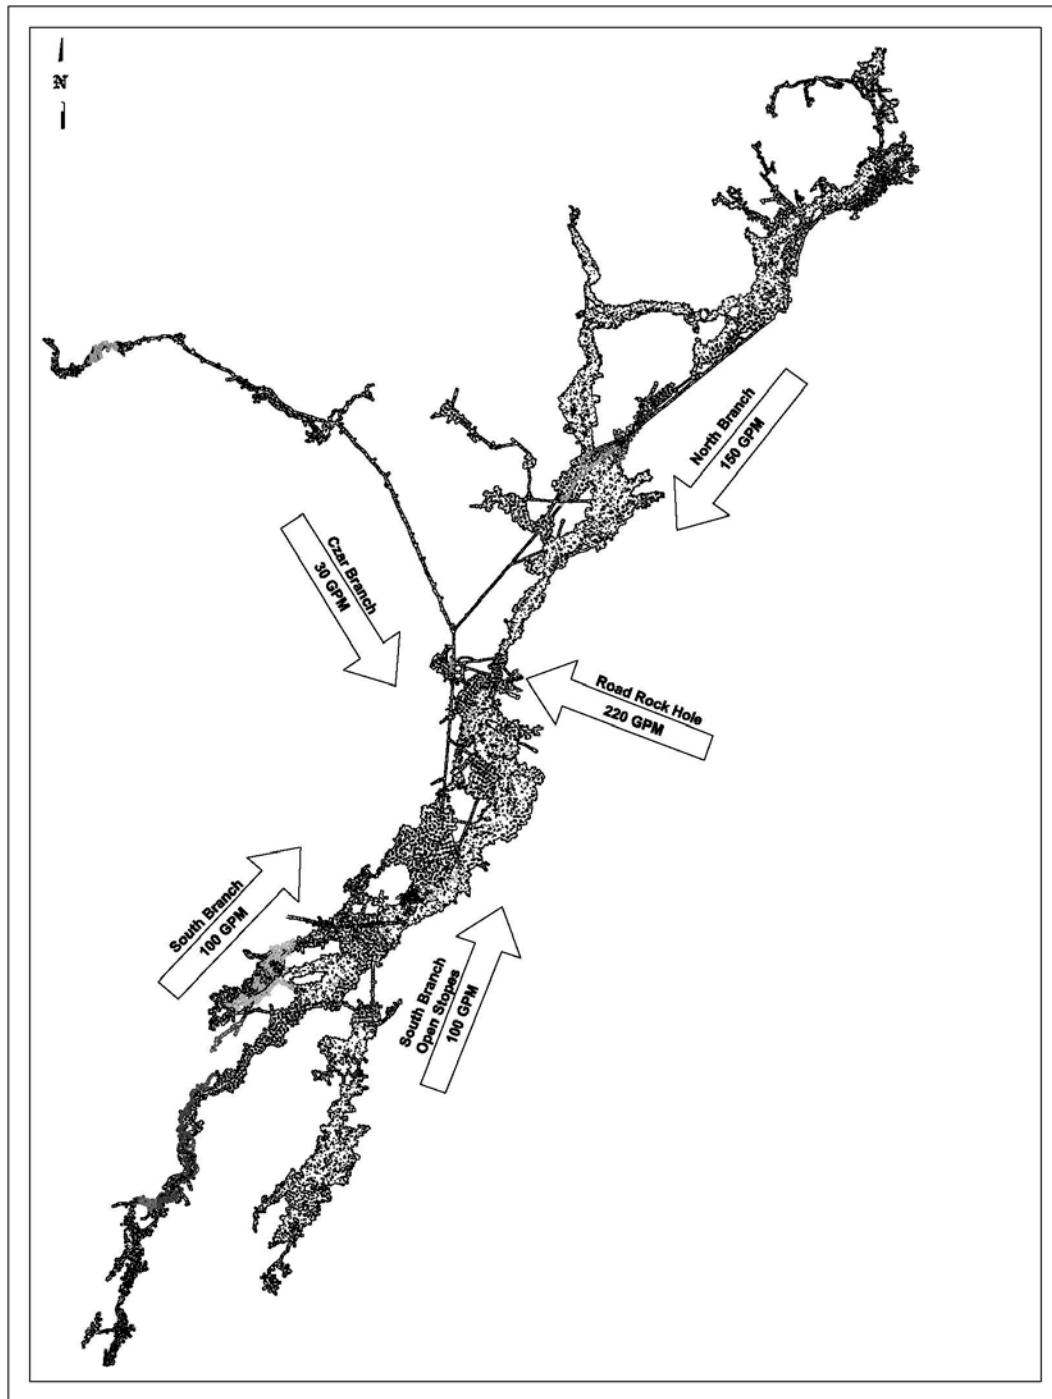 N
North Branch
150 GPM
Czar Branch
30 GPM
Road Rock Hole
220 GPM
South Branch
100 GPM
South Branch
Open Stopes
100 GPM